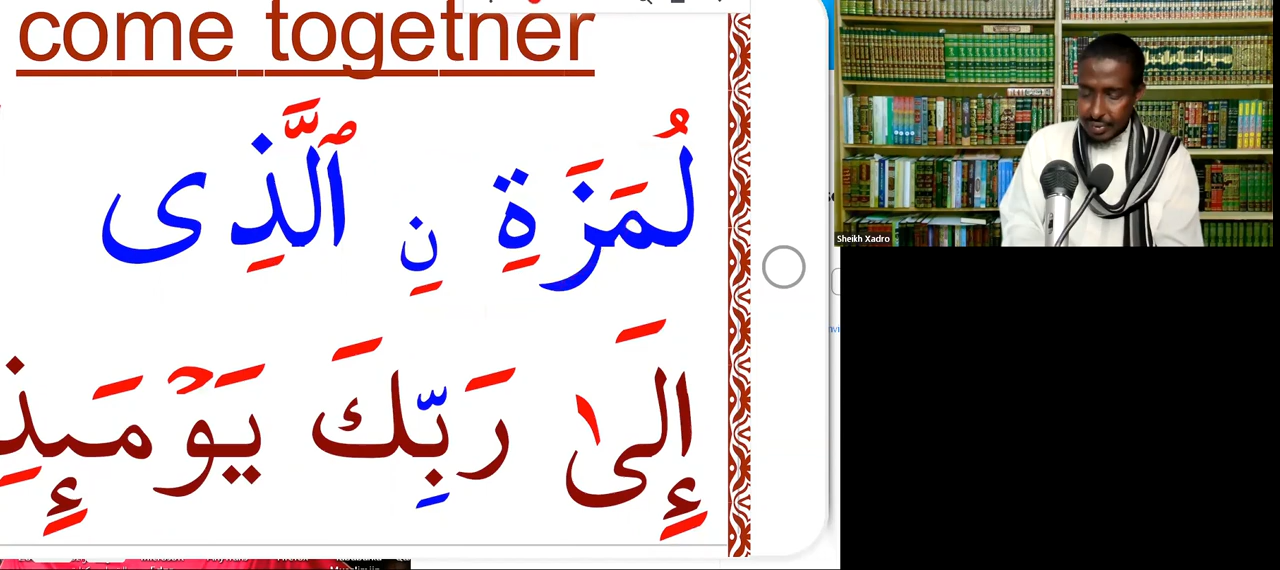 come together
لُمَزَةِ نِ ٱلَّذِى
Sheikh Xadro
إِلَىٰ رَبِّكَ يَوْمَئِذِ